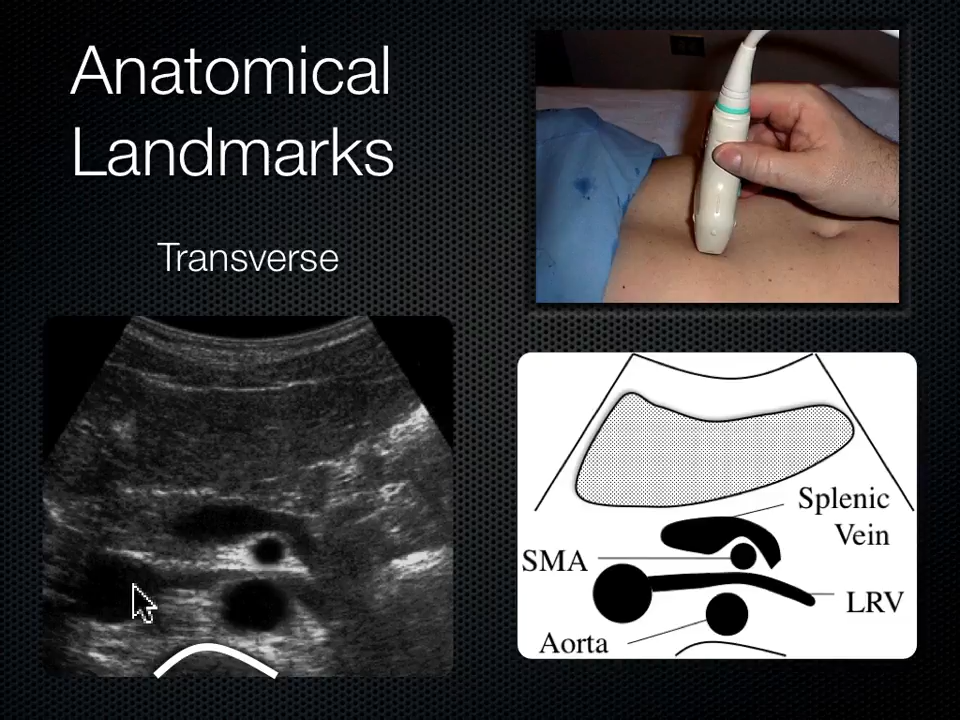 Anatomical
Landmarks
Transverse
Splenic
Vein
SMA
LRV
Aorta